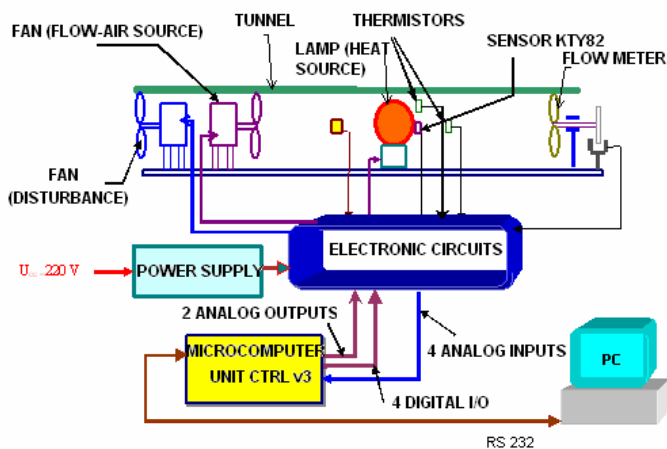 FAN (FLOW-AIR SOURCE)
TUNNEL
THERMISTORS
LAMP (HEAT
SOURCE)
SENSOR KTY82
FLOW METER
FAN
(DISTURBANCE)
ELECTRONIC CIRCUITS
220 V
POWER SUPPLY
2 ANALOG OUTPUTS
4 ANALOG INPUTS
MICROCOMPUTER
UNIT CTRL v3
4 DIGITAL I/O
PC
RS 232